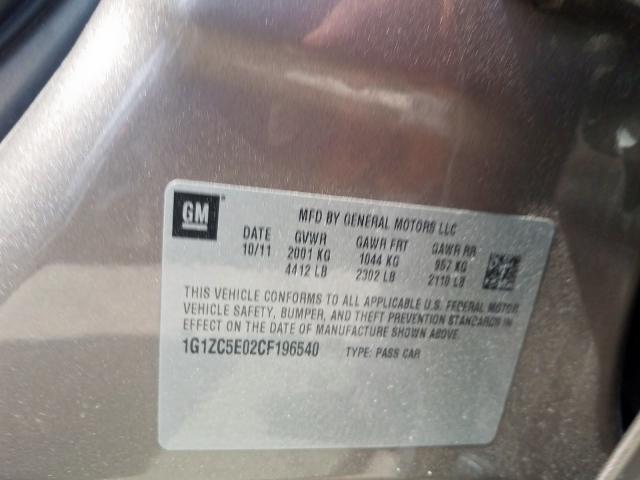 GM
MFD BY GENERAL MOTORS LLC
DATE GVWR GAWR FRT GAWR RR
10/11 2001 KG 1044 KG 957 KG
4412 LB 2302 LB 2110 LB
THIS VEHICLE CONFORMS TO ALL APPLICABLE U.S. FEDERAL MOTOR
VEHICLE SAFETY, BUMPER, AND THEFT PREVENTION STANDARDS IN
EFFECT ON THE DATE OF MANUFACTURE SHOWN ABOVE.
1G1ZC5E02CF196540 TYPE: PASS CAR